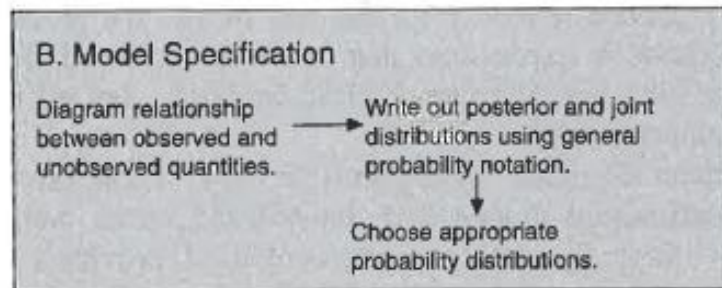 B. Model Specification
Diagram relationship
between observed and
unobserved quantities.
Write out posterior and joint
distributions using general
probability notation.
Choose appropriate
probability distributions.